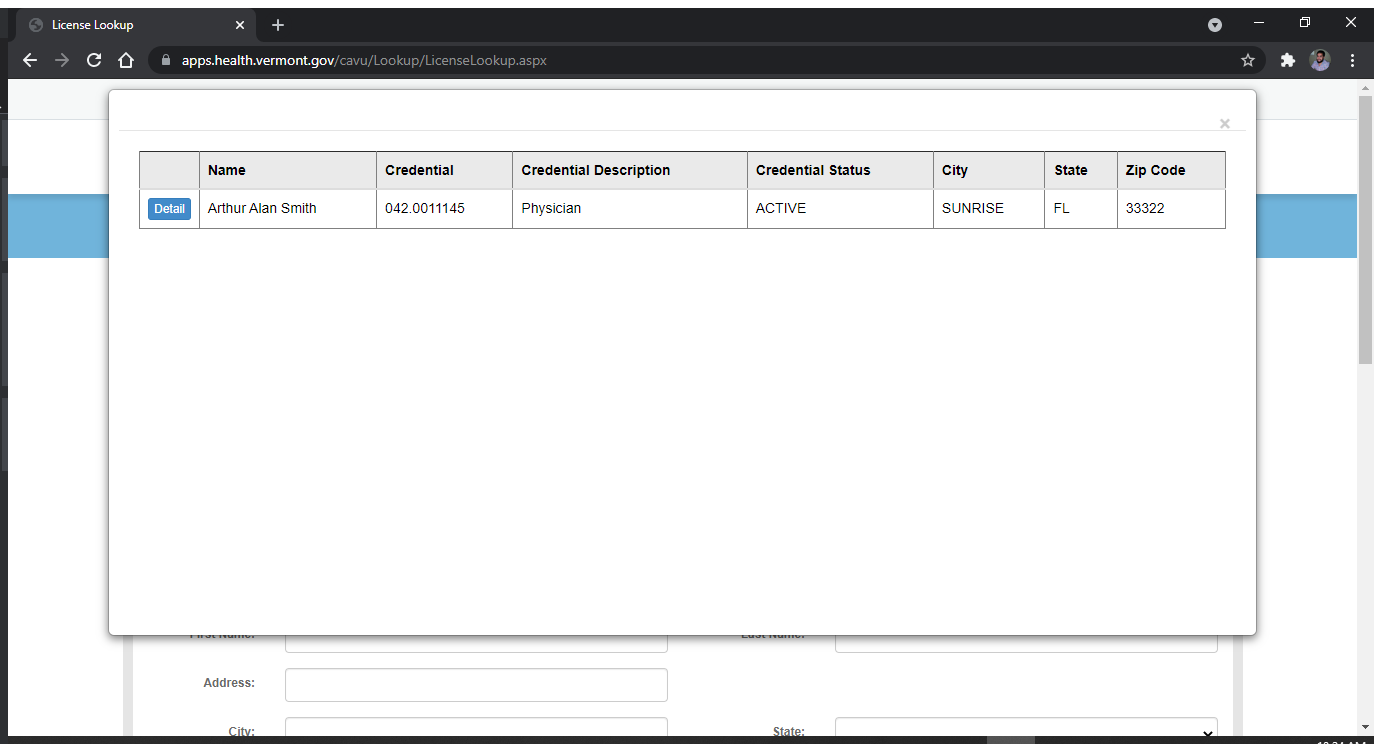 License Lookup
apps.health.vermont.gov/cavu/Lookup/LicenseLookup.aspx
Name Credential Credential Description Credential Status City State Zip Code
Detail Arthur Alan Smith 042.0011145 Physician ACTIVE SUNRISE FL 33322
First Name: Last Name:
Address:
City: State: